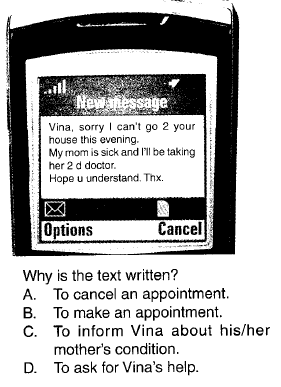 New message
Vina, sorry I can't go 2 your
house this evening.
My mom is sick and I'll be taking
her 2 d doctor.
Hope u understand. Thx.
Options Cancel
Why is the text written?
A. To cancel an appointment.
B. To make an appointment.
C. To inform Vina about his/her
mother's condition.
D. To ask for Vina's help.